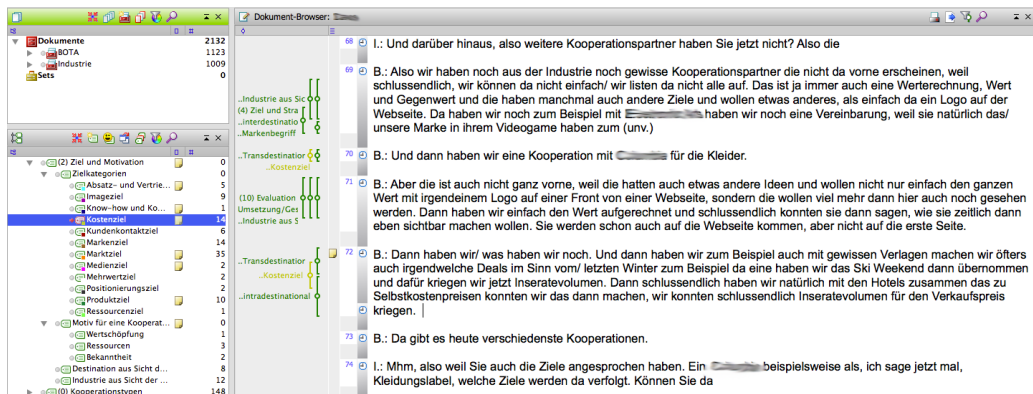 Dokumente 2132
BOTA 1123
Industrie 1009
Sets 0
(2) Ziel und Motivation 0
Zielkategorien 0
Absatz- und Vertrie... 5
Imageziel 9
Know-how und Ko... 1
Kostenziel 14
Kundenkontaktziel 6
Markenziel 14
Marktziel 35
Medienziel 2
Mehrwertziel 2
Positionierungsziel 2
Produktziel 10
Ressourcenziel 1
Motiv für eine Kooperat... 0
Wertschöpfung 1
Ressourcen 3
Bekanntheit 2
Destination aus Sicht d... 8
Industrie aus Sicht der ... 12
(0) Kooperationstypen 148
Dokument-Browser:
..Industrie aus Sic
(4) Ziel und Stra
..interdestinatio
..Markenbegriff
..Transdestinatior
..Kostenziel
(10) Evaluation
Umsetzung/Ges
..Industrie aus S
..Transdestinatior
..Kostenziel
..intradestinational
68 I.: Und darüber hinaus, also weitere Kooperationspartner haben Sie jetzt nicht? Also die
69 B.: Also wir haben noch aus der Industrie noch gewisse Kooperationspartner die nicht da vorne erscheinen, weil
schlussendlich, wir können da nicht einfach/ wir listen da nicht alle auf. Das ist ja immer auch eine Werterechnung, Wert
und Gegenwert und die haben manchmal auch andere Ziele und wollen etwas anderes, als einfach da ein Logo auf der
Webseite. Da haben wir noch zum Beispiel mit haben wir noch eine Vereinbarung, weil sie natürlich das/
unsere Marke in ihrem Videogame haben zum (unv.)
70 B.: Und dann haben wir eine Kooperation mit für die Kleider.
71 B.: Aber die ist auch nicht ganz vorne, weil die hatten auch etwas andere Ideen und wollen nicht nur einfach den ganzen
Wert mit irgendeinem Logo auf einer Front von einer Webseite, sondern die wollen viel mehr dann hier auch noch gesehen
werden. Dann haben wir einfach den Wert aufgerechnet und schlussendlich konnten sie dann sagen, wie sie zeitlich dann
eben sichtbar machen wollen. Sie werden schon auch auf die Webseite kommen, aber nicht auf die erste Seite.
72 B.: Dann haben wir/ was haben wir noch. Und dann haben wir zum Beispiel auch mit gewissen Verlagen machen wir öfters
auch irgendwelche Deals im Sinn vom/ letzten Winter zum Beispiel da eine haben wir das Ski Weekend dann übernommen
und dafür kriegen wir jetzt Inseratevolumen. Dann schlussendlich haben wir natürlich mit den Hotels zusammen das zu
Selbstkostenpreisen konnten wir das dann machen, wir konnten schlussendlich Inseratevolumen für den Verkaufspreis
kriegen.
73 B.: Da gibt es heute verschiedenste Kooperationen.
74 I.: Mhm, also weil Sie auch die Ziele angesprochen haben. Ein beispielsweise als, ich sage jetzt mal,
Kleidungslabel, welche Ziele werden da verfolgt. Können Sie da